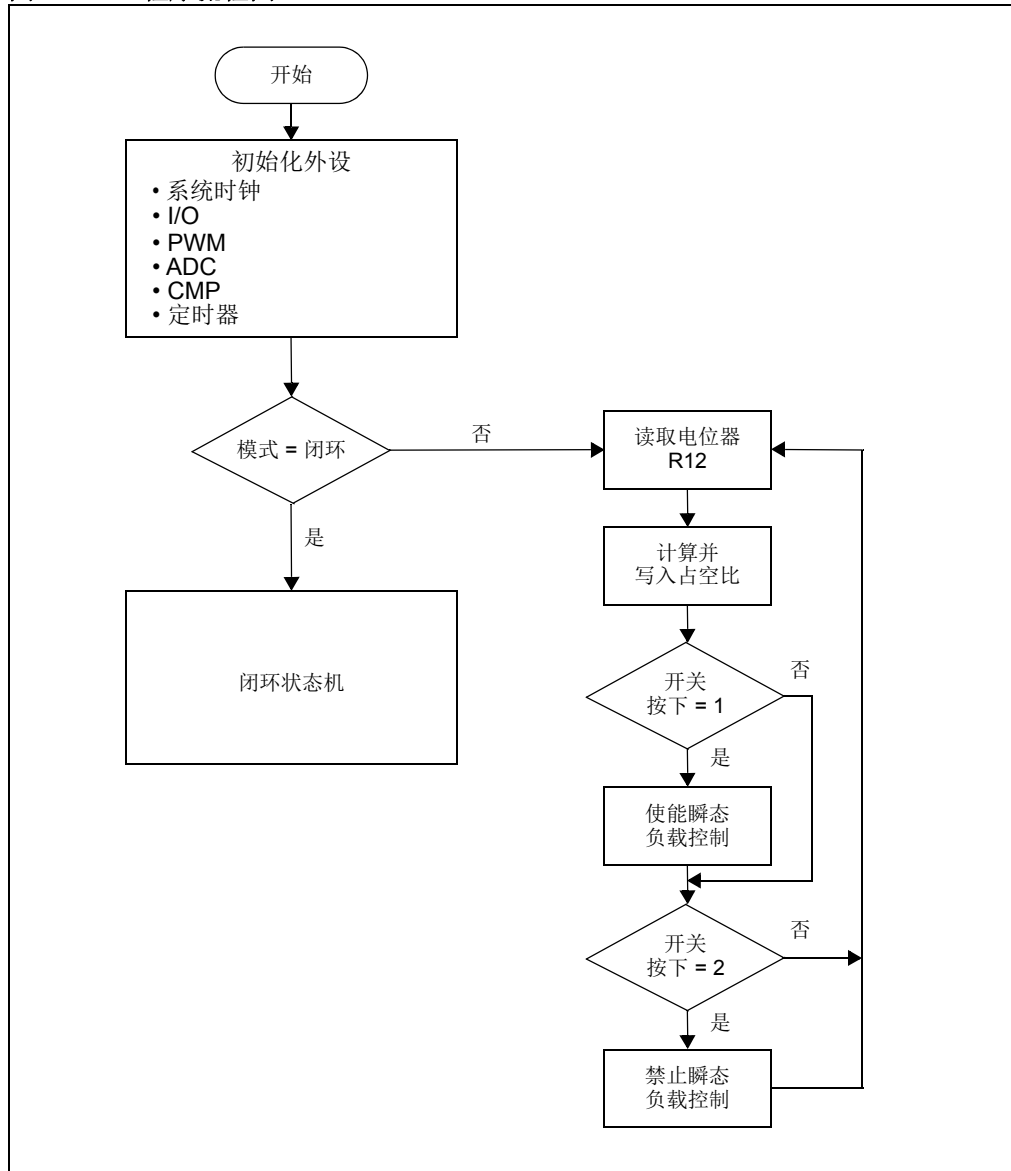 开始
初始化外设
• 系统时钟
• I/O
• PWM
• ADC
• CMP
• 定时器
模式 = 闭环
否
是
闭环状态机
读取电位器
R12
计算并
写入占空比
开关
按下 = 1
否
是
使能瞬态
负载控制
开关
按下 = 2
否
是
禁止瞬态
负载控制